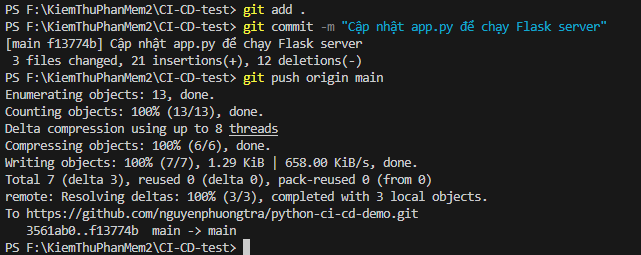 PS F:\KiemThuPhanMem2\CI-CD-test> git add .
PS F:\KiemThuPhanMem2\CI-CD-test> git commit -m "Cập nhật app.py để chạy Flask server"
[main f13774b] Cập nhật app.py để chạy Flask server
 3 files changed, 21 insertions(+), 12 deletions(-)
PS F:\KiemThuPhanMem2\CI-CD-test> git push origin main
Enumerating objects: 13, done.
Counting objects: 100% (13/13), done.
Delta compression using up to 8 threads
Compressing objects: 100% (6/6), done.
Writing objects: 100% (7/7), 1.29 KiB | 658.00 KiB/s, done.
Total 7 (delta 3), reused 0 (delta 0), pack-reused 0 (from 0)
remote: Resolving deltas: 100% (3/3), completed with 3 local objects.
To https://github.com/nguyenphuongtra/python-ci-cd-demo.git
   3561ab0..f13774b  main -> main
PS F:\KiemThuPhanMem2\CI-CD-test>